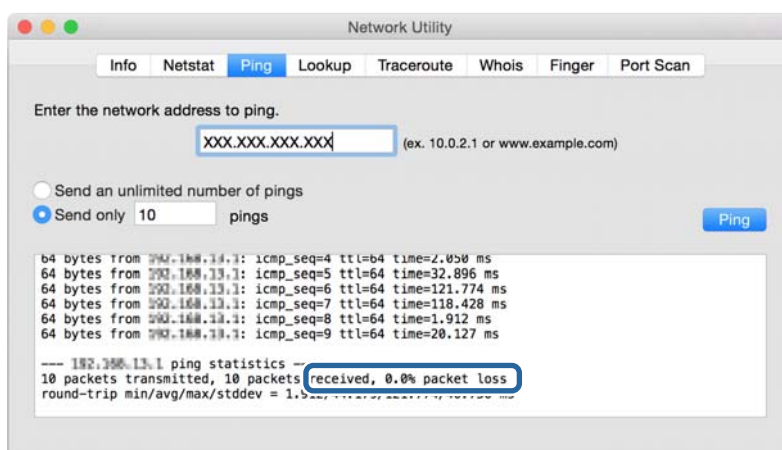 Network Utility
Info Netstat Ping Lookup Traceroute Whois Finger Port Scan
Enter the network address to ping.
XXX.XXX.XXX.XXX (ex. 10.0.2.1 or www.example.com)
Send an unlimited number of pings
Send only 10 pings
Ping
64 bytes from : icmp_seq=4 ttl=64 time=2.050 ms
64 bytes from : icmp_seq=5 ttl=64 time=32.896 ms
64 bytes from : icmp_seq=6 ttl=64 time=121.774 ms
64 bytes from : icmp_seq=7 ttl=64 time=118.428 ms
64 bytes from : icmp_seq=8 ttl=64 time=1.912 ms
64 bytes from : icmp_seq=9 ttl=64 time=20.127 ms
--- ping statistics --
10 packets transmitted, 10 packets received, 0.0% packet loss
round-trip min/avg/max/stddev = ms